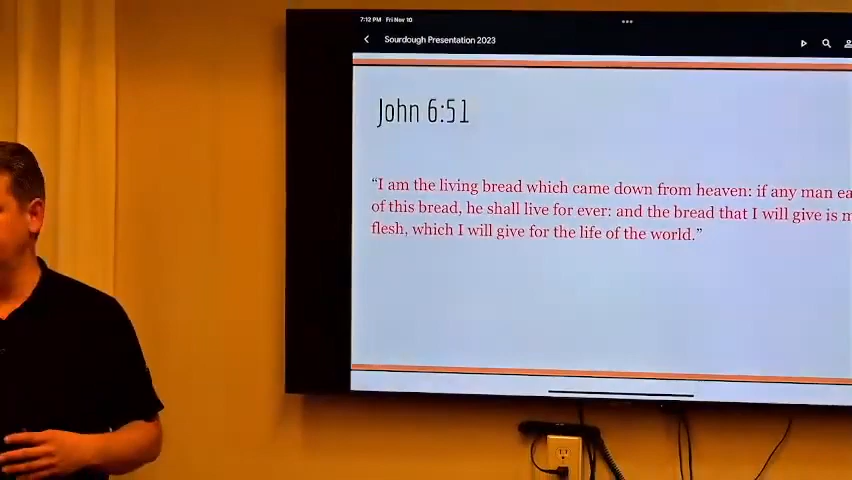 7:12 PM Fri Nov 10
Sourdough Presentation 2023
John 6:51
“I am the living bread which came down from heaven: if any man
of this bread, he shall live for ever: and the bread that I will give is
flesh, which I will give for the life of the world.”